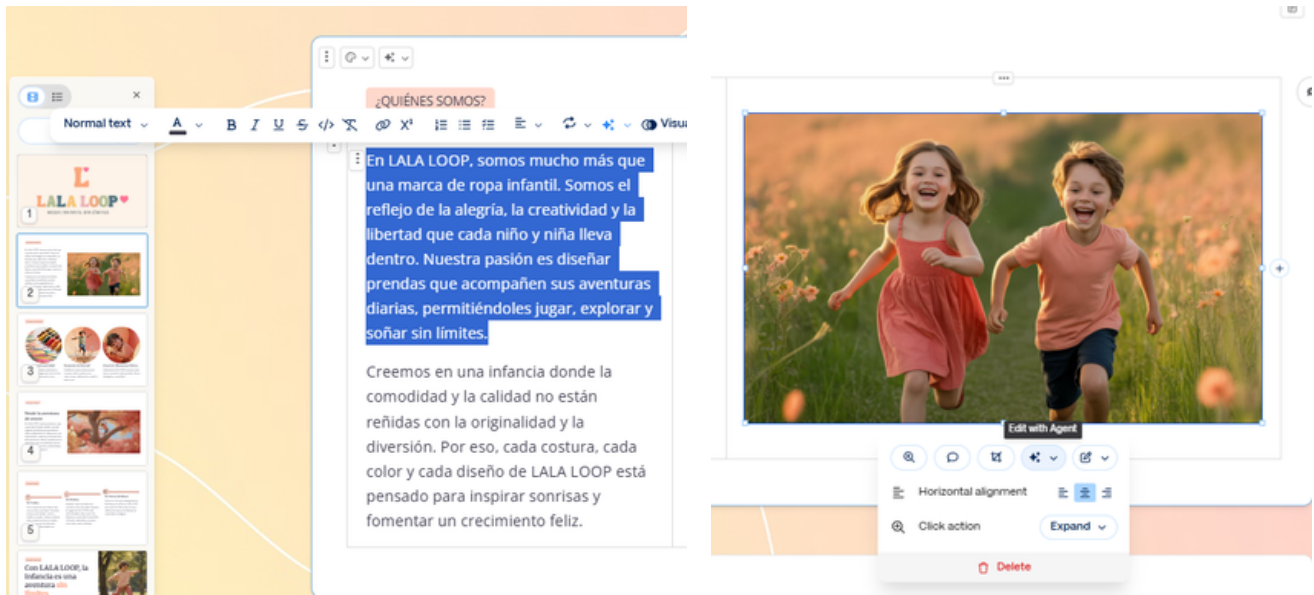 ¿QUIÉNES SOMOS?
Normal text
A
B I U S </> X²
Visua
En LALA LOOP, somos mucho más que
una marca de ropa infantil. Somos el
reflejo de la alegría, la creatividad y la
libertad que cada niño y niña lleva
dentro. Nuestra pasión es diseñar
prendas que acompañen sus aventuras
diarias, permitiéndoles jugar, explorar y
soñar sin límites.
Creemos en una infancia donde la
comodidad y la calidad no están
reñidas con la originalidad y la
diversión. Por eso, cada costura, cada
color y cada diseño de LALA LOOP está
pensado para inspirar sonrisas y
fomentar un crecimiento feliz.
L
LALA LOOP
1
2
3
4
5
Con LALA LOOP, la
infancia es una
aventura sin
Edit with Agent
Horizontal alignment
Click action
Expand
Delete